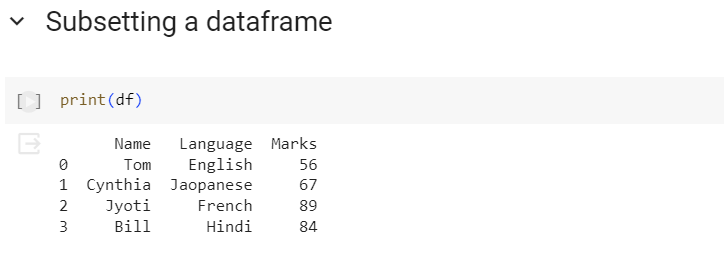 Subsetting a dataframe
[ ] print(df)
Name Language Marks
0 Tom English 56
1 Cynthia Jaopanese 67
2 Jyoti French 89
3 Bill Hindi 84